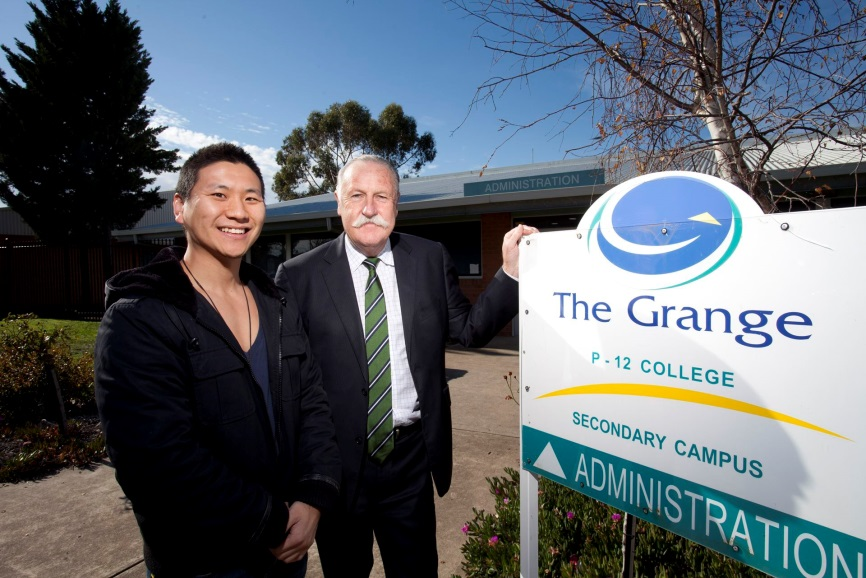 ADMINISTRATION
The Grange
P - 12 COLLEGE
SECONDARY CAMPUS
ADMINISTRATION